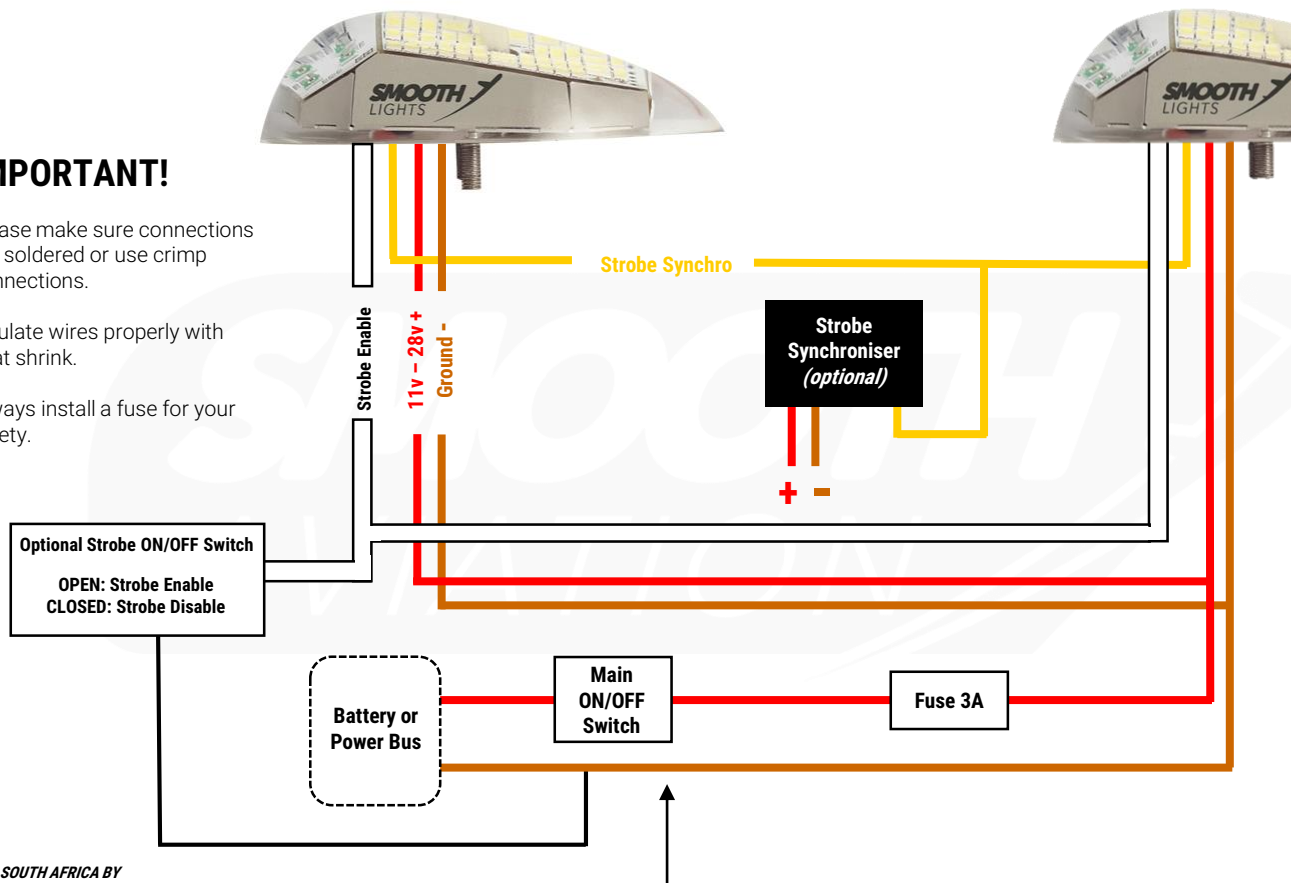 SMOOTH
LIGHTS
SMOOTH
LIGHTS
MPORTANT!
ase make sure connections
soldered or use crimp
nnections.
ulate wires properly with
at shrink.
ways install a fuse for your
ety.
Strobe Enable
11v – 28v +
Ground -
Strobe Synchro
Strobe
Synchroniser
(optional)
+ -
Optional Strobe ON/OFF Switch
OPEN: Strobe Enable
CLOSED: Strobe Disable
Battery or
Power Bus
Main
ON/OFF
Switch
Fuse 3A
SMOOTH
AVIATION
SOUTH AFRICA BY